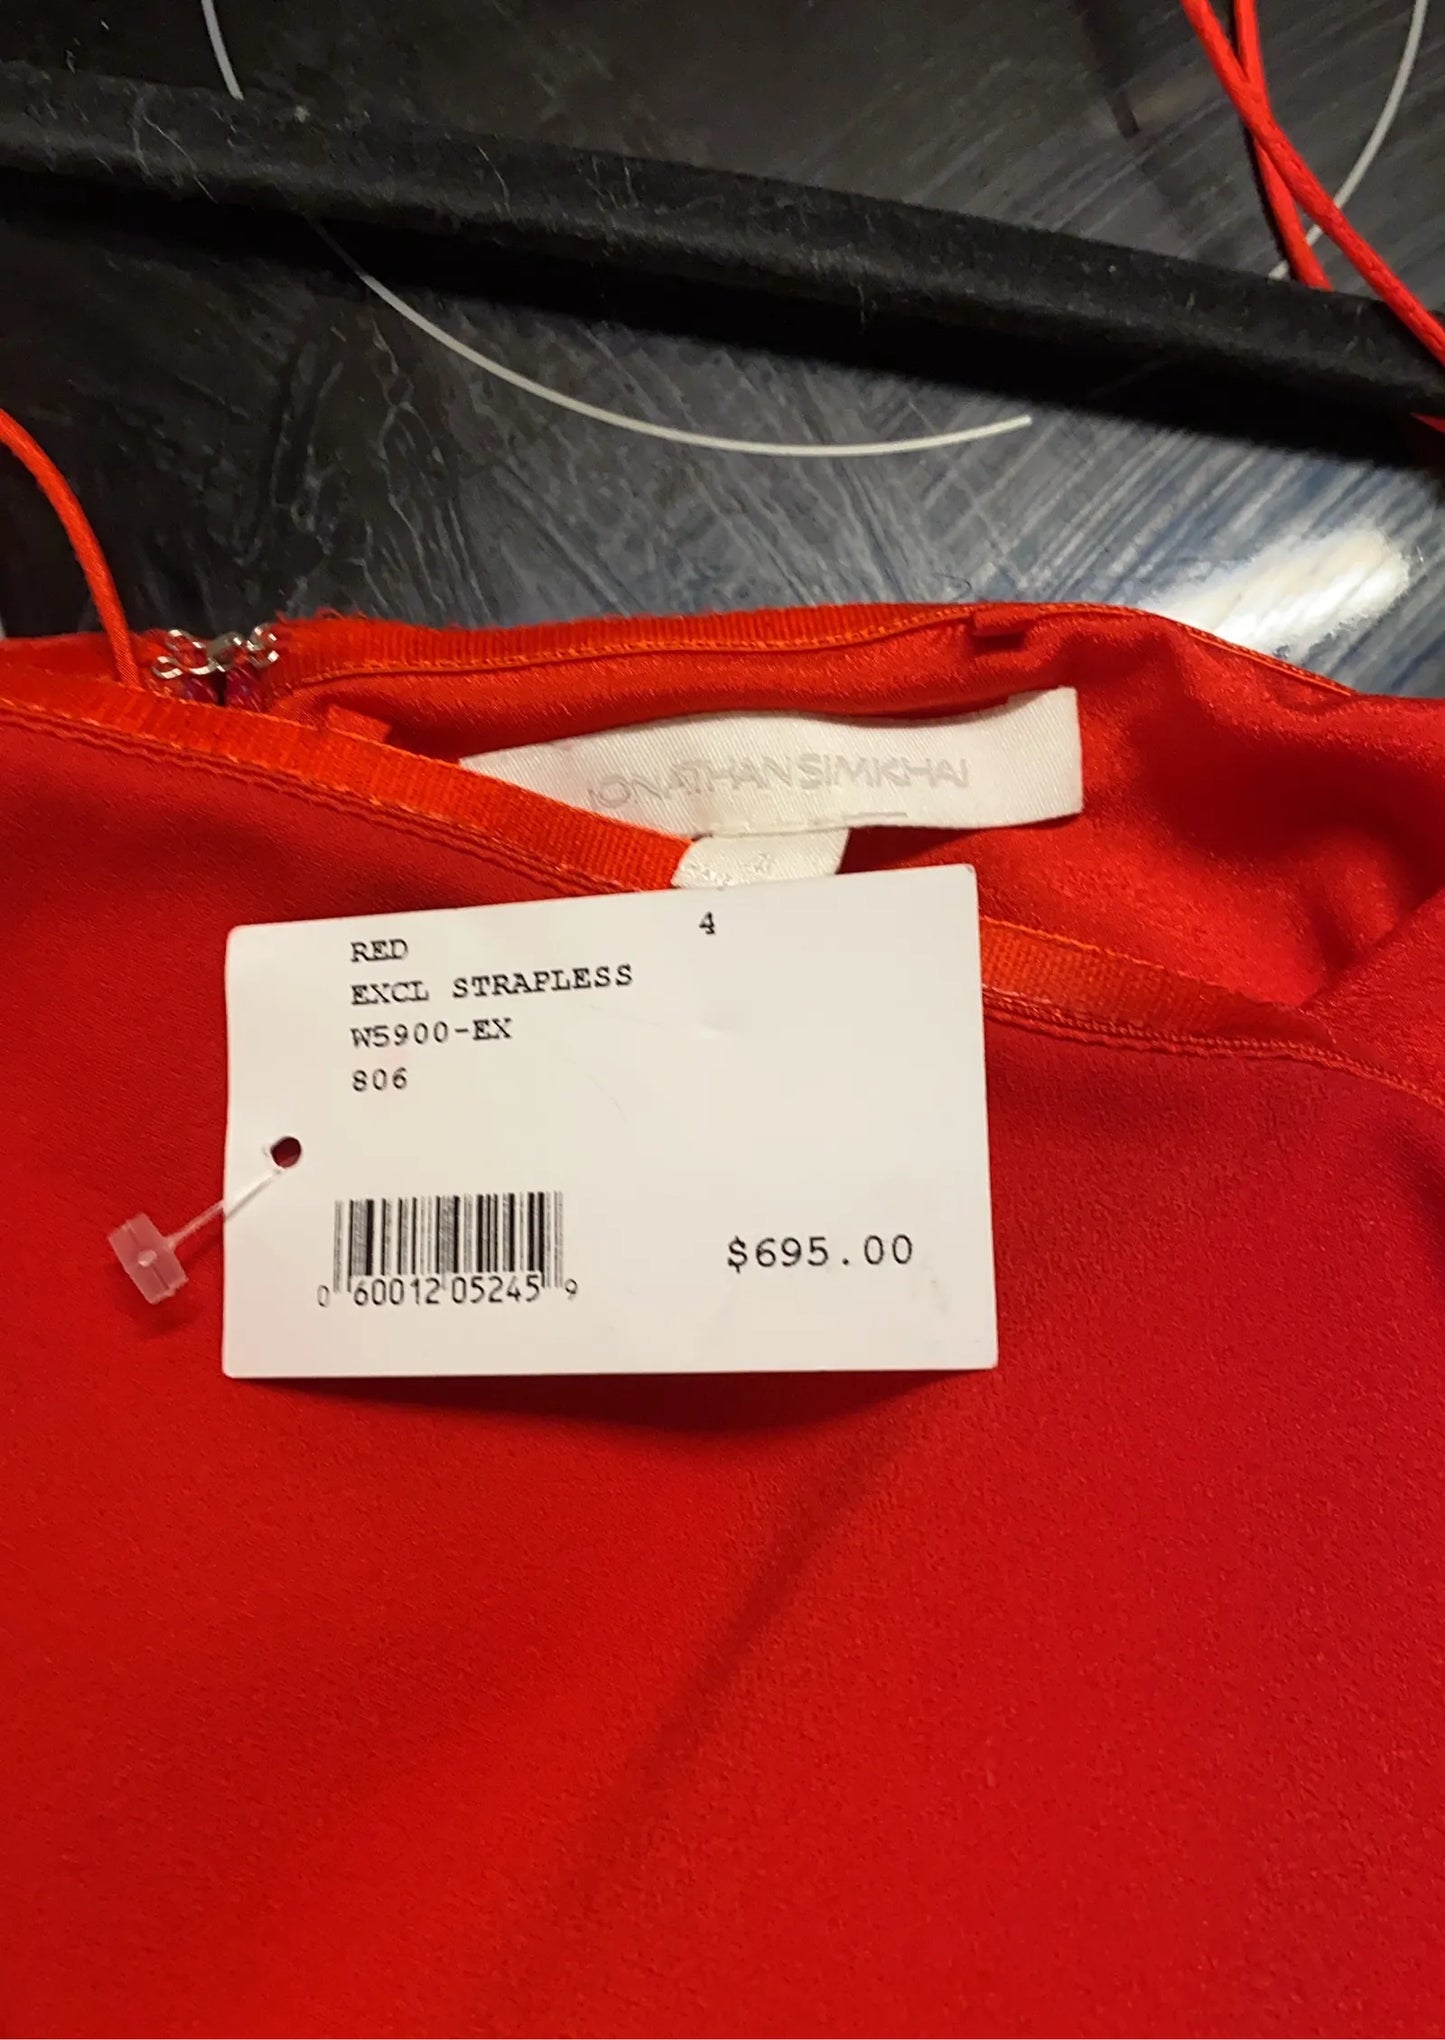 JONATHAN SIMKHAI
4
RED
EXCL STRAPLESS
W5900-EX
806
$695.00
0 60012 05245 9